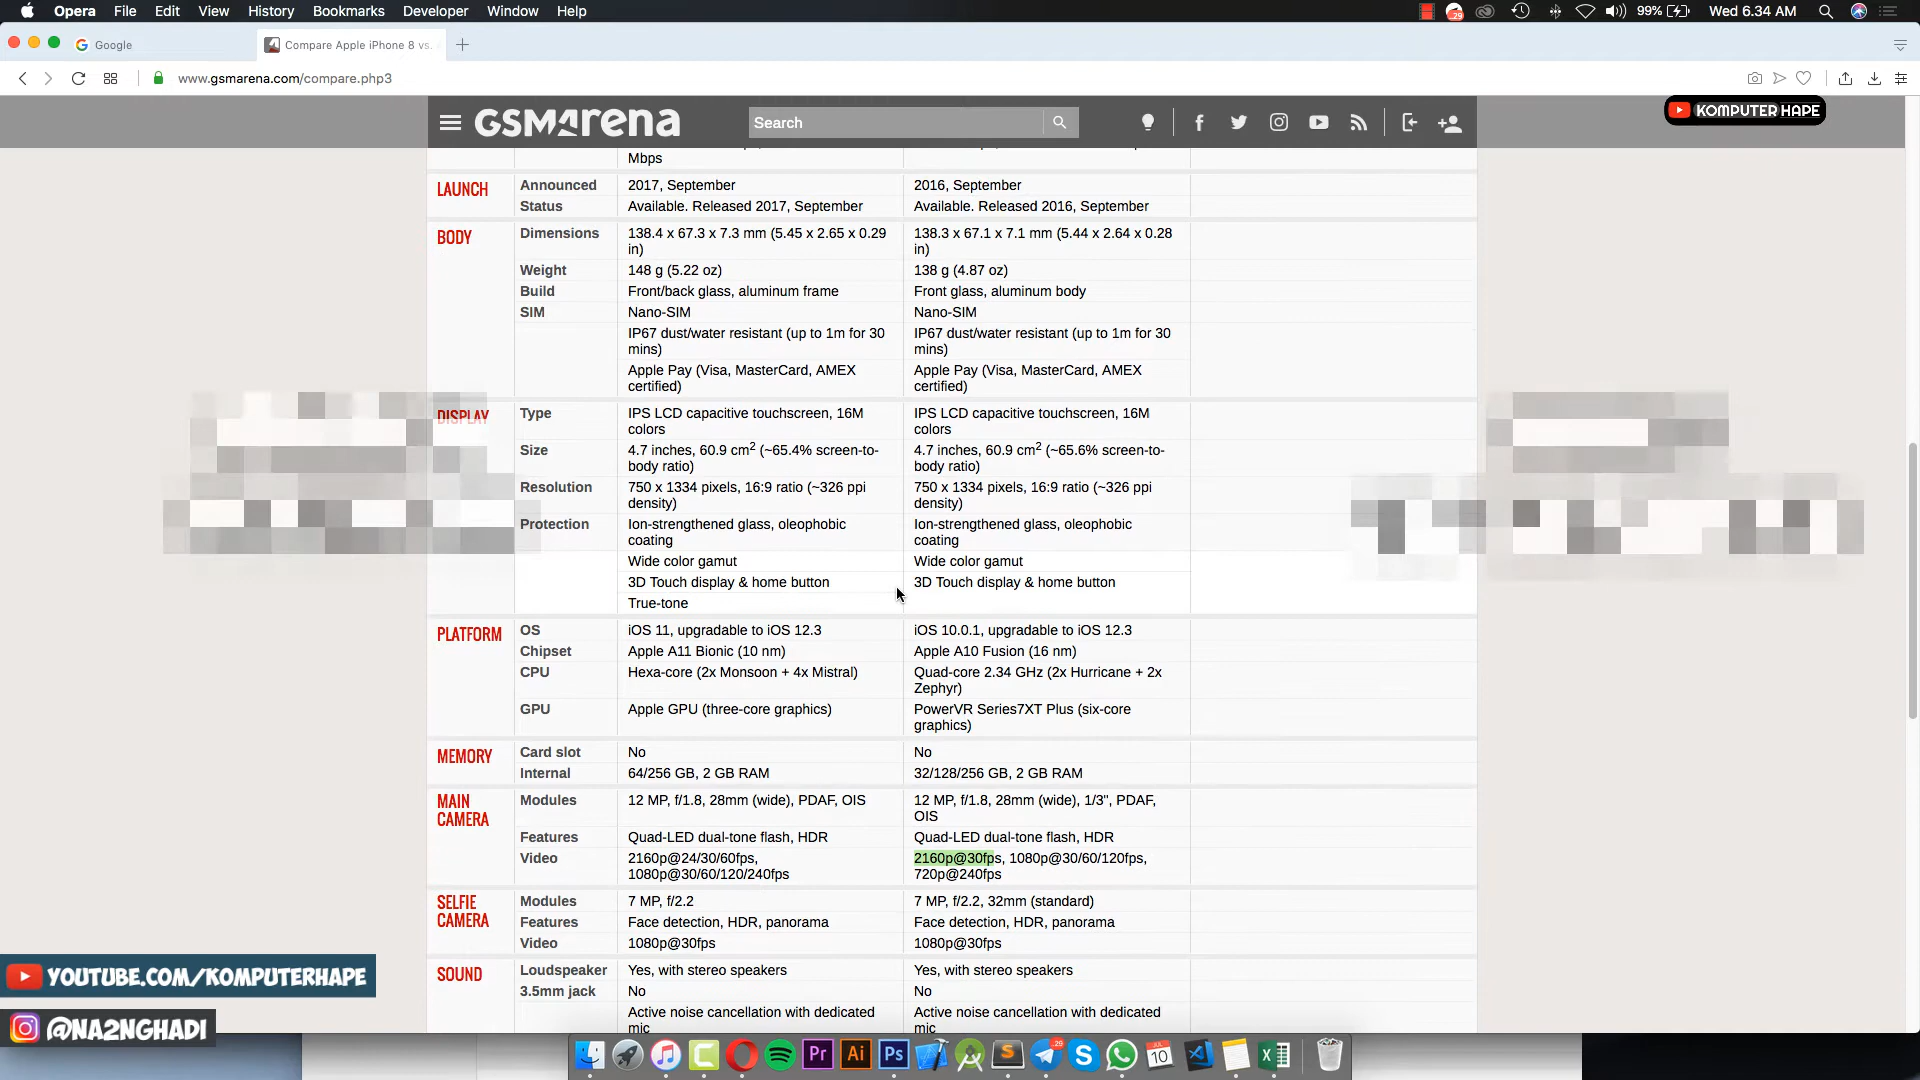 Opera File Edit View History Bookmarks Developer Window Help 29 99% Wed 6.34 AM
Google Compare Apple iPhone 8 vs.
www.gsmarena.com/compare.php3
GSMarena Search
KOMPUTER HAPE
Mbps
LAUNCH Announced 2017, September 2016, September
Status Available. Released 2017, September Available. Released 2016, September
BODY Dimensions 138.4 x 67.3 x 7.3 mm (5.45 x 2.65 x 0.29 138.3 x 67.1 x 7.1 mm (5.44 x 2.64 x 0.28
in) in)
Weight 148 g (5.22 oz) 138 g (4.87 oz)
Build Front/back glass, aluminum frame Front glass, aluminum body
SIM Nano-SIM Nano-SIM
IP67 dust/water resistant (up to 1m for 30 IP67 dust/water resistant (up to 1m for 30
mins) mins)
Apple Pay (Visa, MasterCard, AMEX Apple Pay (Visa, MasterCard, AMEX
certified) certified)
DISPLAY Type IPS LCD capacitive touchscreen, 16M IPS LCD capacitive touchscreen, 16M
colors colors
Size 4.7 inches, 60.9 cm2 (~65.4% screen-to- 4.7 inches, 60.9 cm2 (~65.6% screen-to-
body ratio) body ratio)
Resolution 750 x 1334 pixels, 16:9 ratio (~326 ppi 750 x 1334 pixels, 16:9 ratio (~326 ppi
density) density)
Protection Ion-strengthened glass, oleophobic Ion-strengthened glass, oleophobic
coating coating
Wide color gamut Wide color gamut
3D Touch display & home button 3D Touch display & home button
True-tone
PLATFORM OS iOS 11, upgradable to iOS 12.3 iOS 10.0.1, upgradable to iOS 12.3
Chipset Apple A11 Bionic (10 nm) Apple A10 Fusion (16 nm)
CPU Hexa-core (2x Monsoon + 4x Mistral) Quad-core 2.34 GHz (2x Hurricane + 2x
Zephyr)
GPU Apple GPU (three-core graphics) PowerVR Series7XT Plus (six-core
graphics)
MEMORY Card slot No No
Internal 64/256 GB, 2 GB RAM 32/128/256 GB, 2 GB RAM
MAIN CAMERA Modules 12 MP, f/1.8, 28mm (wide), PDAF, OIS 12 MP, f/1.8, 28mm (wide), 1/3", PDAF,
OIS
Features Quad-LED dual-tone flash, HDR Quad-LED dual-tone flash, HDR
Video 2160p@24/30/60fps, 2160p@30fps, 1080p@30/60/120fps,
1080p@30/60/120/240fps 720p@240fps
SELFIE CAMERA Modules 7 MP, f/2.2 7 MP, f/2.2, 32mm (standard)
Features Face detection, HDR, panorama Face detection, HDR, panorama
Video 1080p@30fps 1080p@30fps
SOUND Loudspeaker Yes, with stereo speakers Yes, with stereo speakers
3.5mm jack No No
Active noise cancellation with dedicated Active noise cancellation with dedicated
mic mic
YOUTUBE.COM/KOMPUTERHAPE
@NA2NGHADI
Pr Ai Ps 10